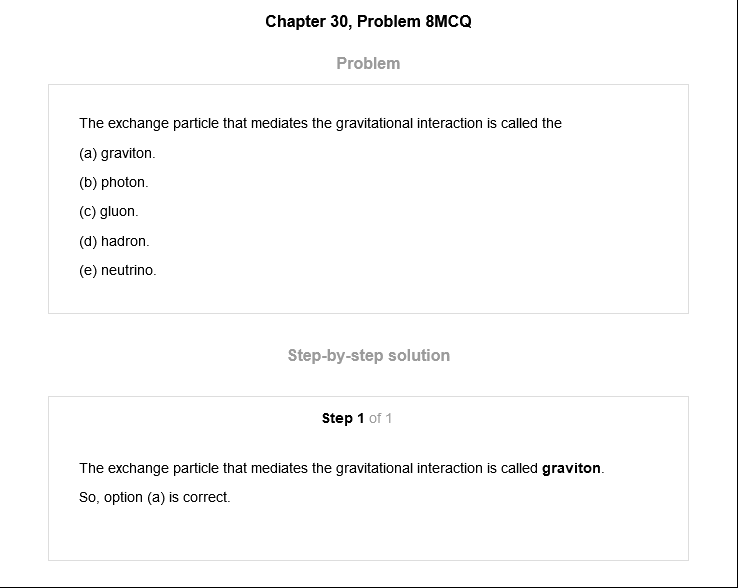 Chapter 30, Problem 8MCQ
Problem
The exchange particle that mediates the gravitational interaction is called the
(a) graviton.
(b) photon.
(c) gluon.
(d) hadron.
(e) neutrino.
Step-by-step solution
Step 1 of 1
The exchange particle that mediates the gravitational interaction is called graviton.
So, option (a) is correct.